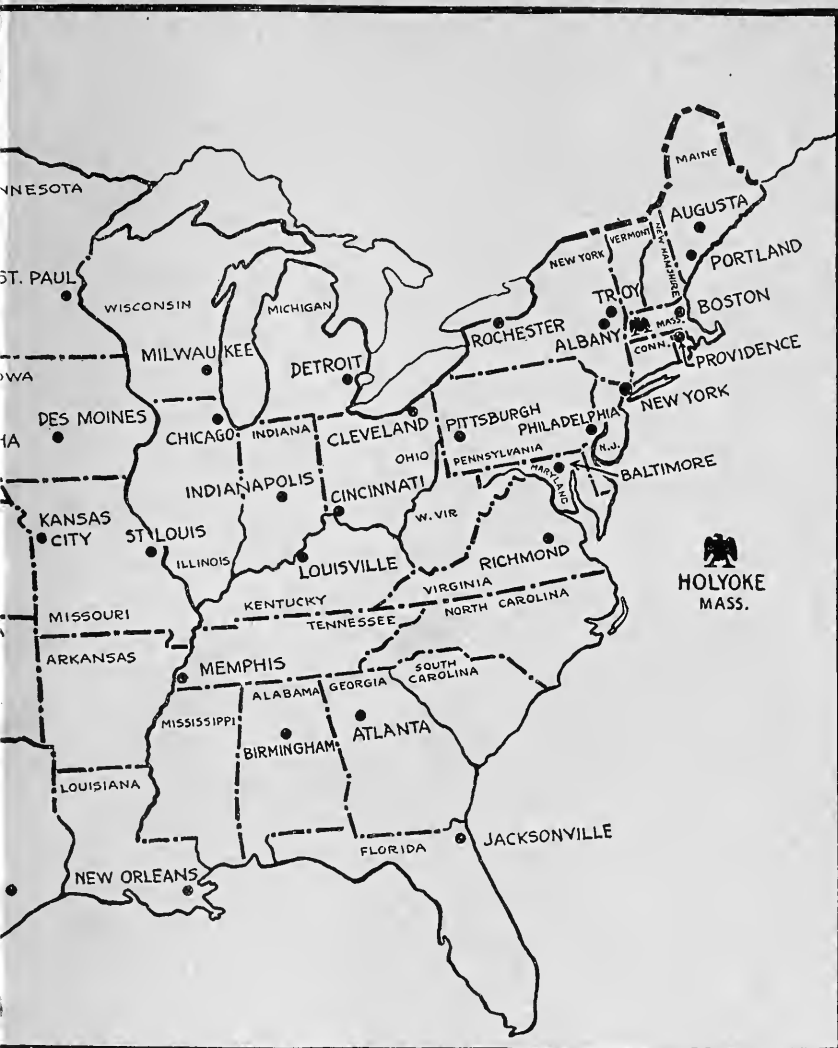 MAINE
NNESOTA
AUGUSTA
VERMONT
NEW HAMPSHIRE
NEW YORK
PORTLAND
ST. PAUL
WISCONSIN
MICHIGAN
TROY
BOSTON
ROCHESTER
ALBANY
MASS.
CONN.
PROVIDENCE
MILWAUKEE
DETROIT
OWA
NEW YORK
DES MOINES
HA
CHICAGO
INDIANA
CLEVELAND
PITTSBURGH
PHILADELPHIA
N.J.
OHIO
PENNSYLVANIA
MARYLAND
BALTIMORE
INDIANAPOLIS
CINCINNATI
KANSAS
CITY
ST LOUIS
W. VIR
ILLINOIS
LOUISVILLE
RICHMOND
VIRGINIA
HOLYOKE
MASS.
MISSOURI
KENTUCKY
TENNESSEE
NORTH CAROLINA
ARKANSAS
MEMPHIS
SOUTH
CAROLINA
ALABAMA
GEORGIA
MISSISSIPPI
BIRMINGHAM
ATLANTA
LOUISIANA
FLORIDA
JACKSONVILLE
NEW ORLEANS